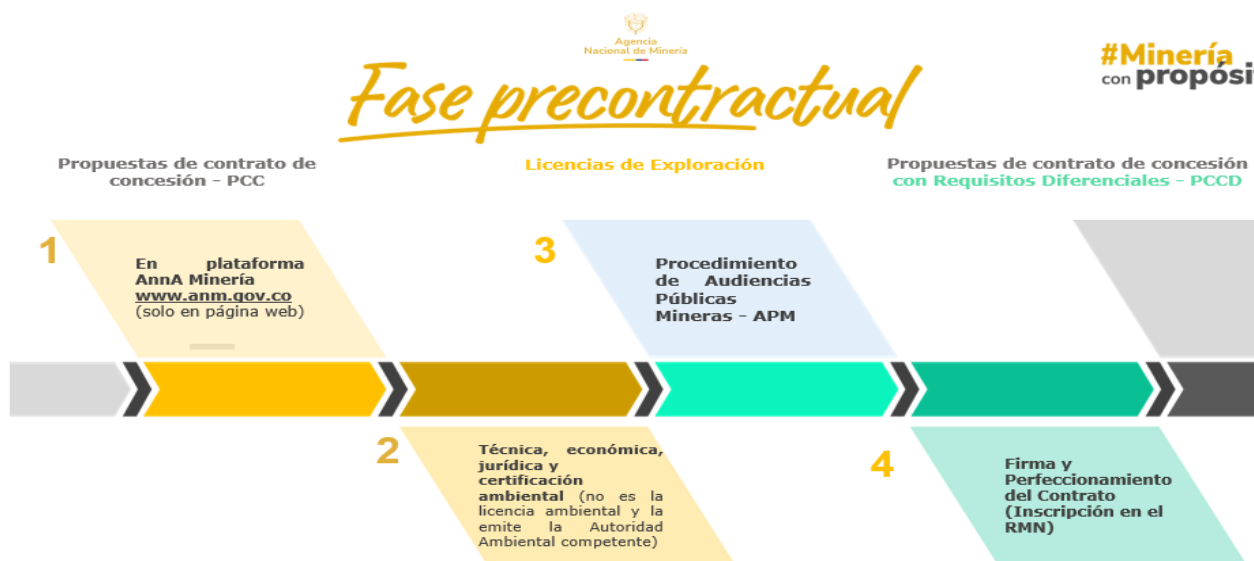 Agencia
Nacional de Minería
#Minería
con propósi
Fase precontractual
Propuestas de contrato de
concesión - PCC
Licencias de Exploración
Propuestas de contrato de concesión
con Requisitos Diferenciales - PCCD
1
En plataforma
AnnA Minería
www.anm.gov.co
(solo en página web)
3
Procedimiento
de Audiencias
Públicas
Mineras - APM
2
Técnica, económica,
jurídica y
certificación
ambiental (no es la
licencia ambiental y la
emite la Autoridad
Ambiental competente)
4
Firma y
Perfeccionamiento
del Contrato
(Inscripción en el
RMN)